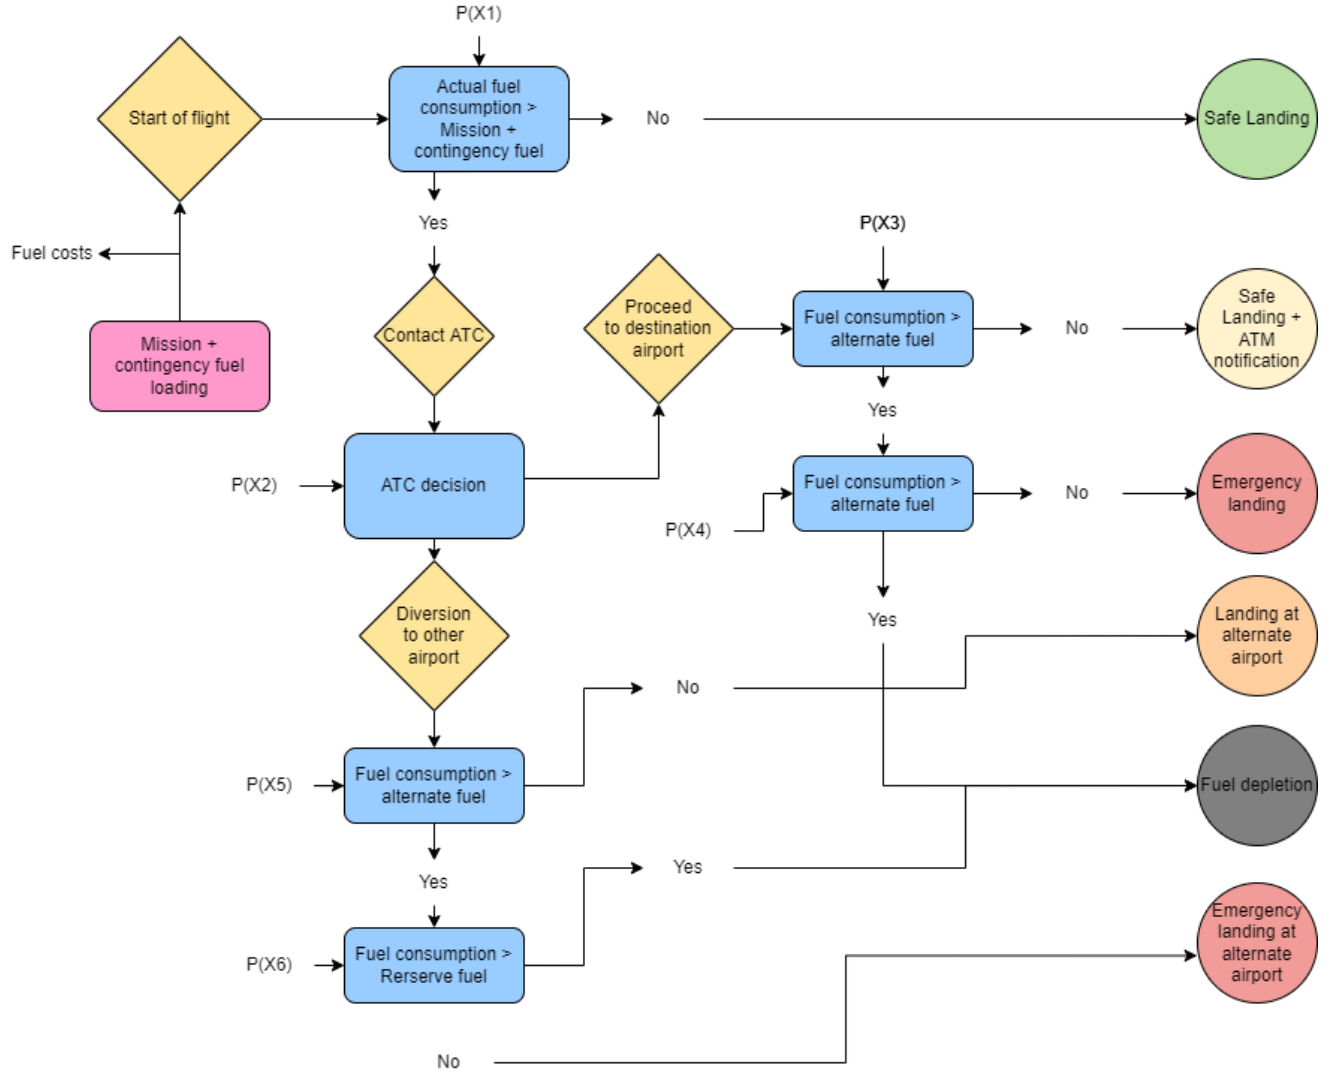 P(X1)
Start of flight
Actual fuel
consumption >
Mission +
contingency fuel
No
Safe Landing
Yes
P(X3)
Fuel costs
Mission +
contingency fuel
loading
Contact ATC
Proceed
to destination
airport
Fuel consumption >
alternate fuel
No
Safe
Landing +
ATM
notification
Yes
P(X2)
ATC decision
Fuel consumption >
alternate fuel
P(X4)
No
Emergency
landing
Diversion
to other
airport
Yes
Landing at
alternate
airport
No
P(X5)
Fuel consumption >
alternate fuel
Fuel depletion
Yes
Yes
P(X6)
Fuel consumption >
Rerserve fuel
Emergency
landing at
alternate
airport
No